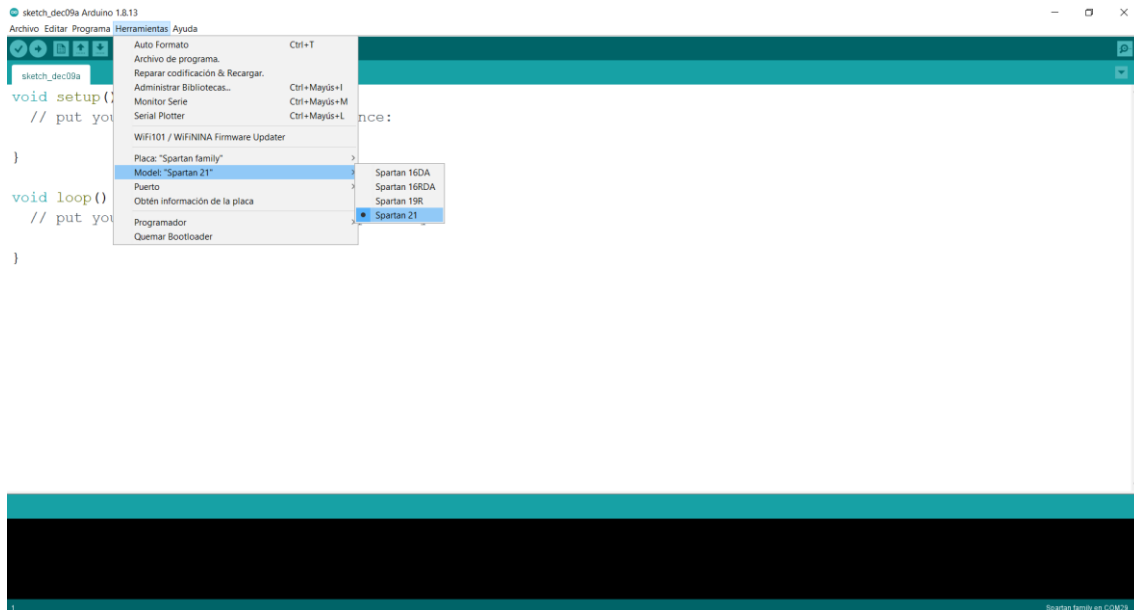 sketch_dec09a Arduino 1.8.13
Archivo Editar Programa Herramientas Ayuda
sketch_dec09a
Auto Formato Ctrl+T
Archivo de programa.
Reparar codificación & Recargar.
Administrar Bibliotecas... Ctrl+Mayús+I
Monitor Serie Ctrl+Mayús+M
Serial Plotter Ctrl+Mayús+L
WiFi101 / WiFiNINA Firmware Updater
Placa: "Spartan family"
Model: "Spartan 21"
Puerto
Obtén información de la placa
Programador
Quemar Bootloader
Spartan 16DA
Spartan 16RDA
Spartan 19R
Spartan 21
void setup()
// put you nce:
}
void loop()
// put you
}
1
Spartan family en COM29